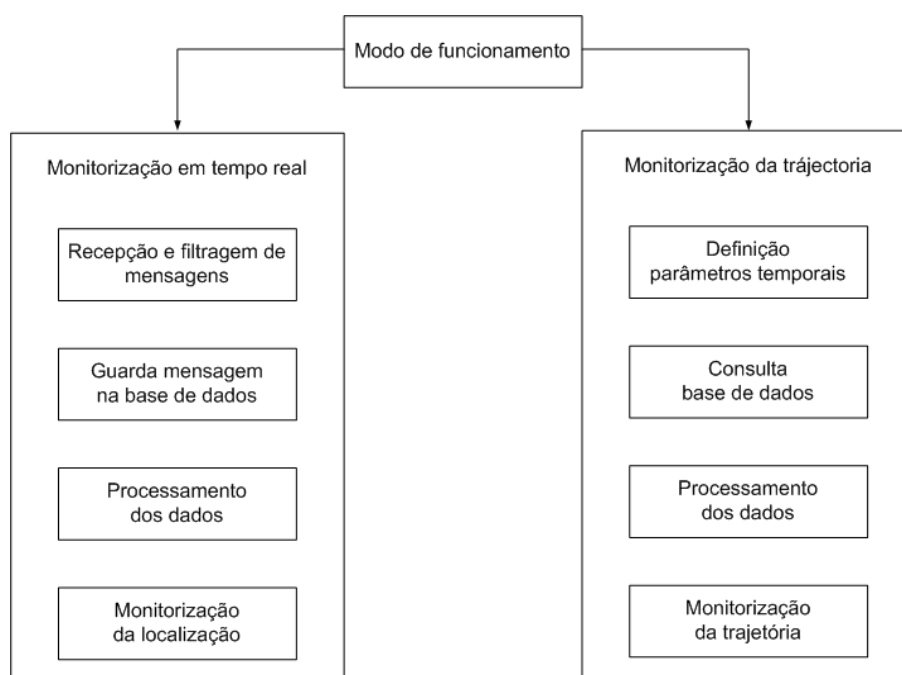 Modo de funcionamento
Monitorização em tempo real
Recepção e filtragem de
mensagens
Guarda mensagem
na base de dados
Processamento
dos dados
Monitorização
da localização
Monitorização da trájectoria
Definição
parâmetros temporais
Consulta
base de dados
Processamento
dos dados
Monitorização
da trajetória